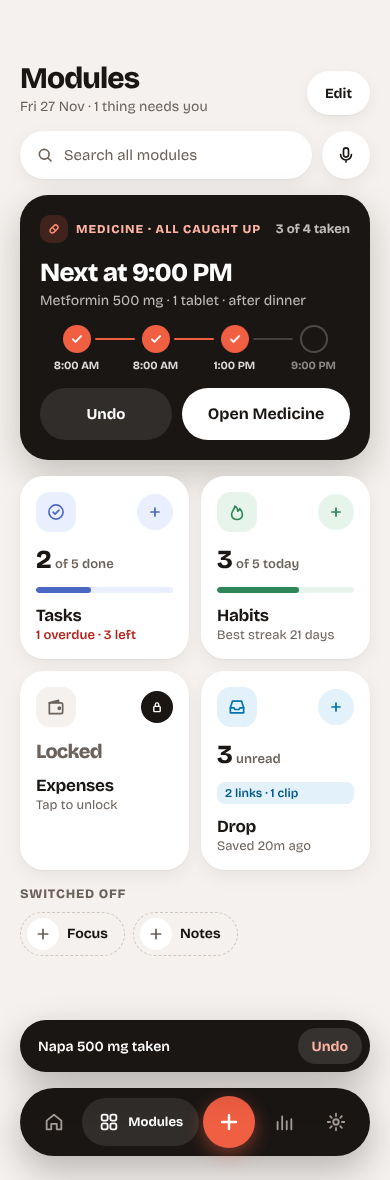 Modules
Fri 27 Nov · 1 thing needs you
Edit
Search all modules
MEDICINE · ALL CAUGHT UP
3 of 4 taken
Next at 9:00 PM
Metformin 500 mg · 1 tablet · after dinner
8:00 AM
8:00 AM
1:00 PM
9:00 PM
Undo
Open Medicine
2 of 5 done
Tasks
1 overdue · 3 left
3 of 5 today
Habits
Best streak 21 days
Locked
Expenses
Tap to unlock
3 unread
2 links · 1 clip
Drop
Saved 20m ago
SWITCHED OFF
Focus
Notes
Napa 500 mg taken
Undo
Modules